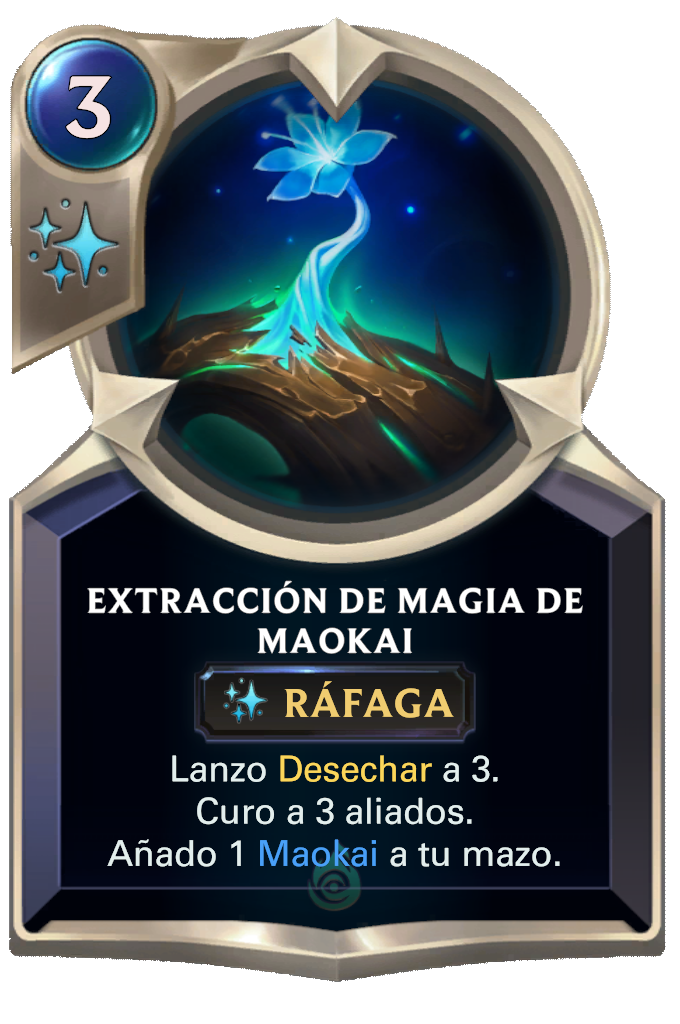 3
EXTRACCIÓN DE MAGIA DE
MAOKAI
RÁFAGA
Lanzo Desechar a 3.
Curo a 3 aliados.
Añado 1 Maokai a tu mazo.